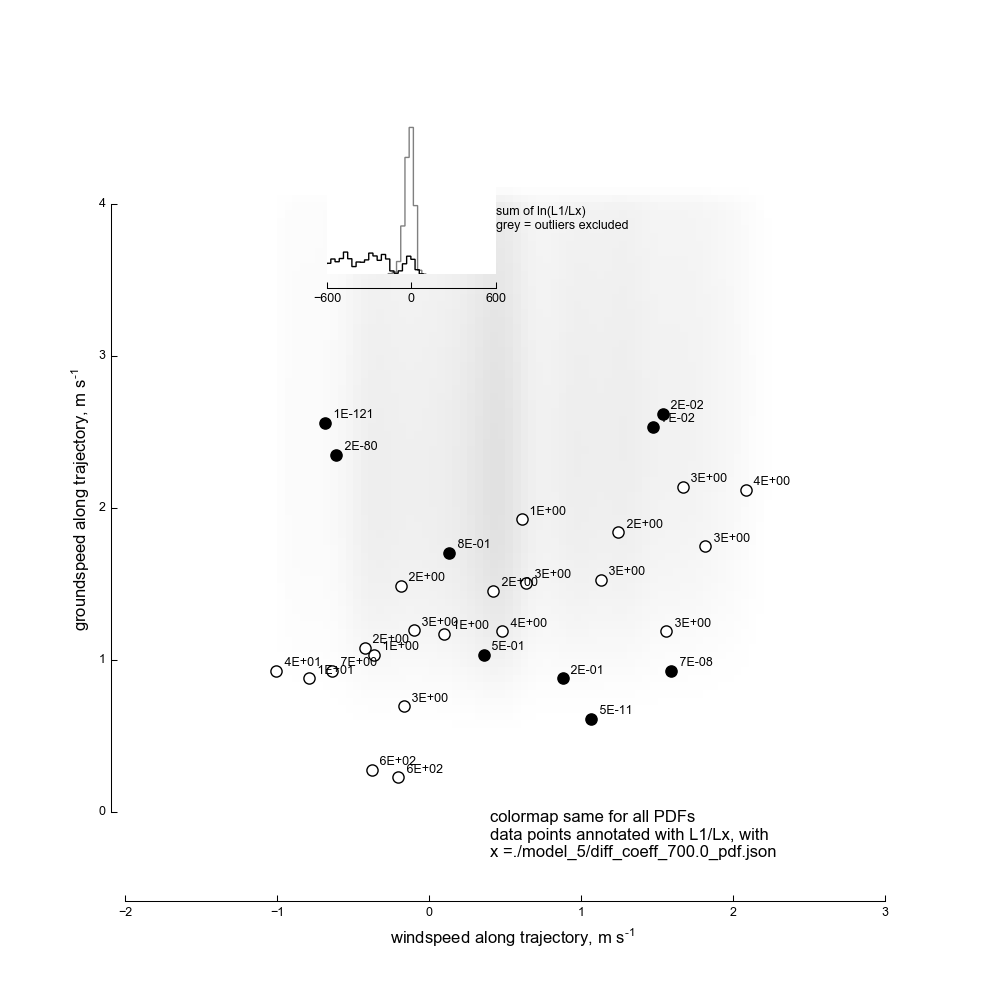 sum of ln(L1/Lx)
grey = outliers excluded
−600 0 600
4
3
2
1
0
groundspeed along trajectory, m s-1
1E-121
2E-80
2E-02
E-02
3E+00
4E+00
1E+00
2E+00
3E+00
8E-01
2E+00
2E+00
3E+00
3E+00
3E+00
1E+00
4E+00
3E+00
2E+00
1E+00
5E-01
4E+01
1E+01
7E+00
2E-01
7E-08
3E+00
5E-11
6E+02
6E+02
colormap same for all PDFs
data points annotated with L1/Lx, with
x =./model_5/diff_coeff_700.0_pdf.json
−2 −1 0 1 2 3
windspeed along trajectory, m s-1